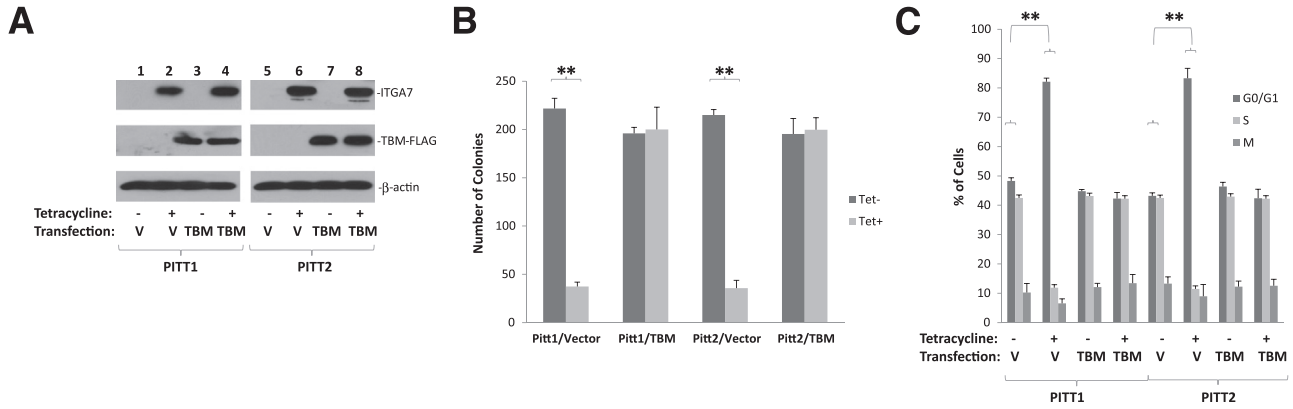 A
1 2 3 4 5 6 7 8
-ITGA7
-TBM-FLAG
-β-actin
Tetracycline: - + - + - + - +
Transfection: V V TBM TBM V V TBM TBM
PITT1 PITT2
B
** **
250
200
150
100
50
0
Number of Colonies
Tet-
Tet+
Pitt1/Vector Pitt1/TBM Pitt2/Vector Pitt2/TBM
C
** **
100
90
80
70
60
50
40
30
20
10
0
% of Cells
G0/G1
S
M
Tetracycline: - + - + - + - +
Transfection: V V TBM TBM V V TBM TBM
PITT1 PITT2